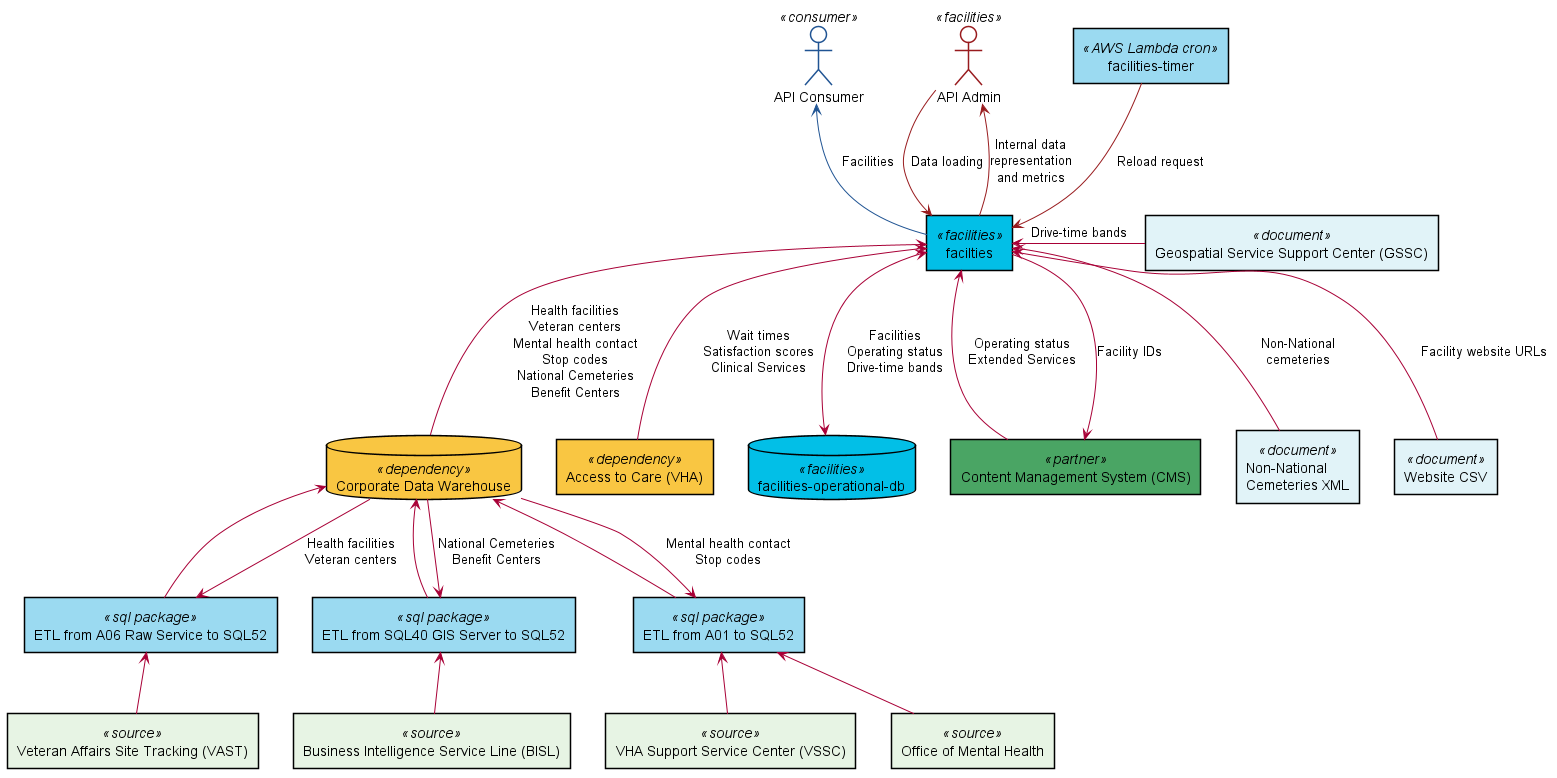 «consumer»
API Consumer
«facilities»
API Admin
«AWS Lambda cron»
facilities-timer
Facilities
Data loading
Internal data
representation
and metrics
Reload request
«facilities»
facilties
Drive-time bands
«document»
Geospatial Service Support Center (GSSC)
Health facilities
Veteran centers
Mental health contact
Stop codes
National Cemeteries
Benefit Centers
Wait times
Satisfaction scores
Clinical Services
Facilities
Operating status
Drive-time bands
Operating status
Extended Services
Facility IDs
Non-National
cemeteries
Facility website URLs
«dependency»
Corporate Data Warehouse
«dependency»
Access to Care (VHA)
«facilities»
facilities-operational-db
«partner»
Content Management System (CMS)
«document»
Non-National
Cemeteries XML
«document»
Website CSV
Health facilities
Veteran centers
National Cemeteries
Benefit Centers
Mental health contact
Stop codes
«sql package»
ETL from A06 Raw Service to SQL52
«sql package»
ETL from SQL40 GIS Server to SQL52
«sql package»
ETL from A01 to SQL52
«source»
Veteran Affairs Site Tracking (VAST)
«source»
Business Intelligence Service Line (BISL)
«source»
VHA Support Service Center (VSSC)
«source»
Office of Mental Health